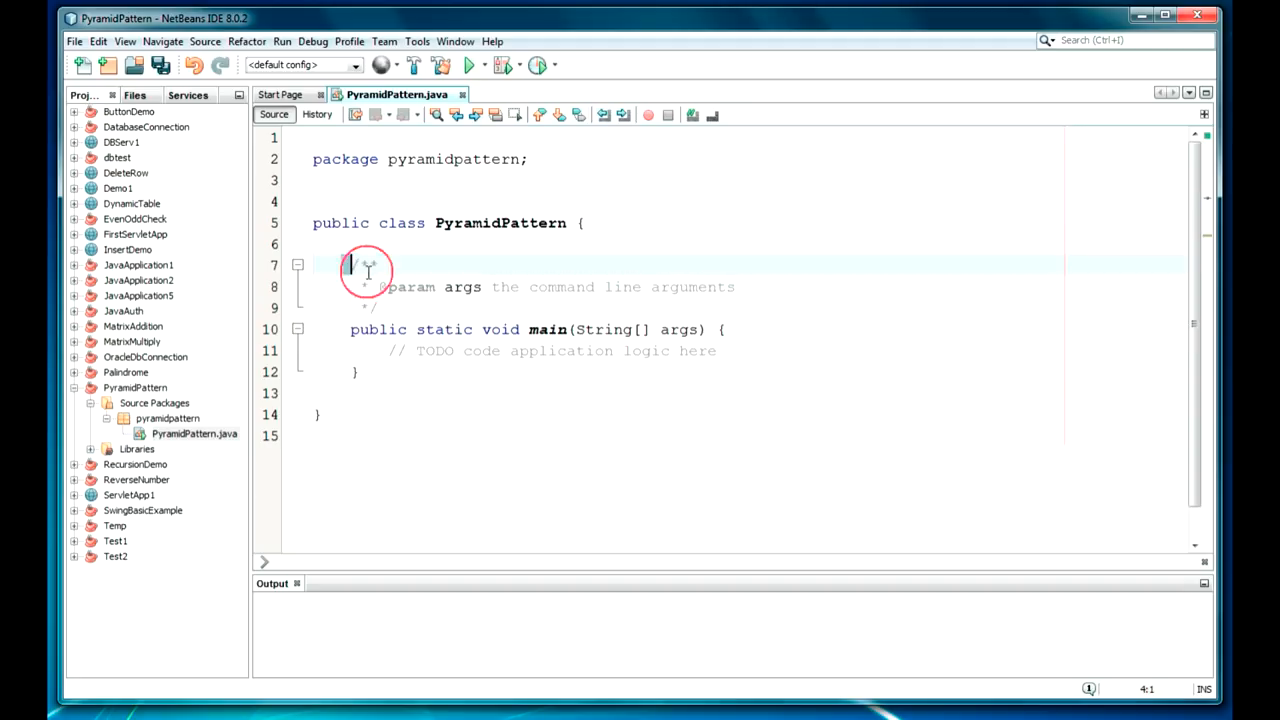 PyramidPattern - NetBeans IDE 8.0.2
File Edit View Navigate Source Refactor Run Debug Profile Team Tools Window Help
Search (Ctrl+I)
<default config>
Proj... Files Services
Start Page PyramidPattern.java
Source History
ButtonDemo
DatabaseConnection
DBServ1
dbtest
DeleteRow
Demo1
DynamicTable
EvenOddCheck
FirstServletApp
InsertDemo
JavaApplication1
JavaApplication2
JavaApplication5
JavaAuth
MatrixAddition
MatrixMultiply
OracleDbConnection
Palindrome
PyramidPattern
Source Packages
pyramidpattern
PyramidPattern.java
Libraries
RecursionDemo
ReverseNumber
ServletApp1
SwingBasicExample
Temp
Test1
Test2
1
2 package pyramidpattern;
3
4
5 public class PyramidPattern {
6
7 /**
8 * @param args the command line arguments
9 */
10 public static void main(String[] args) {
11 // TODO code application logic here
12 }
13
14 }
15
Output
1 4:1 INS